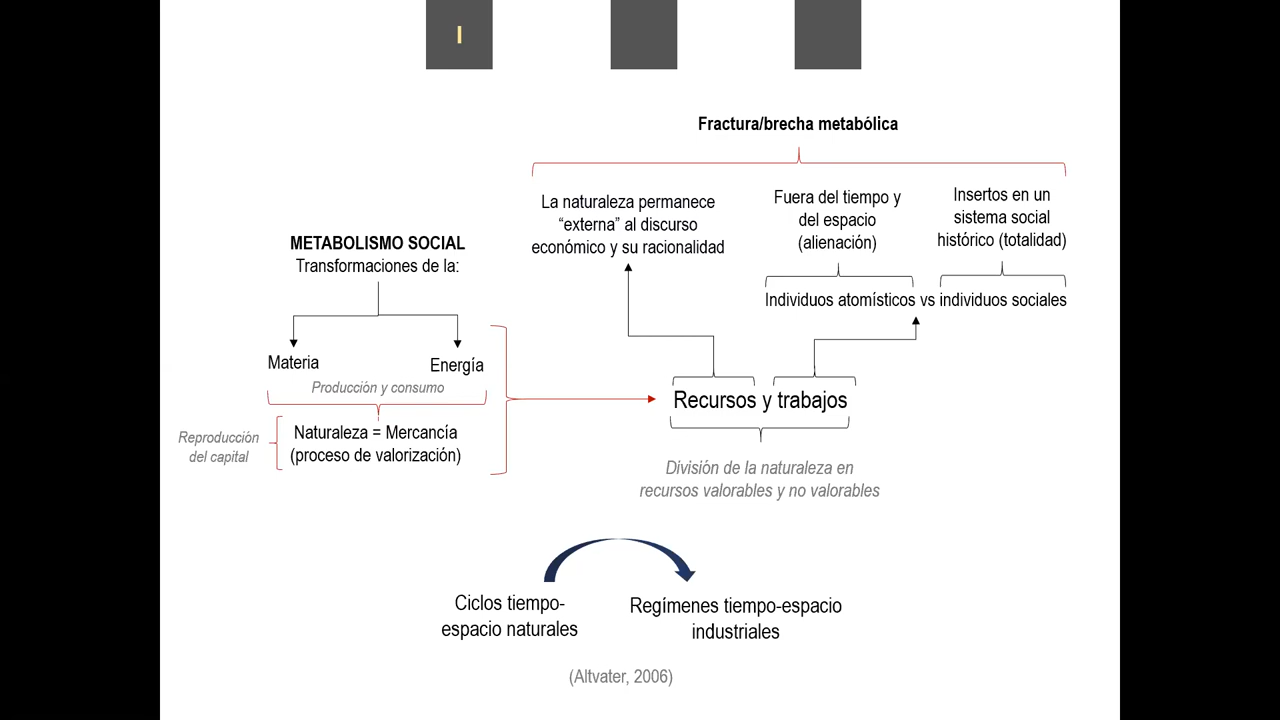 I
Fractura/brecha metabólica
La naturaleza permanece
“externa” al discurso
económico y su racionalidad
Fuera del tiempo y
del espacio
(alienación)
Insertos en un
sistema social
histórico (totalidad)
METABOLISMO SOCIAL
Transformaciones de la:
Individuos atomísticos vs individuos sociales
Materia
Energía
Producción y consumo
Recursos y trabajos
Reproducción
del capital
Naturaleza = Mercancía
(proceso de valorización)
División de la naturaleza en
recursos valorables y no valorables
Ciclos tiempo-
espacio naturales
Regímenes tiempo-espacio
industriales
(Altvater, 2006)